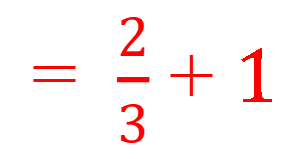 = 2/3 + 1